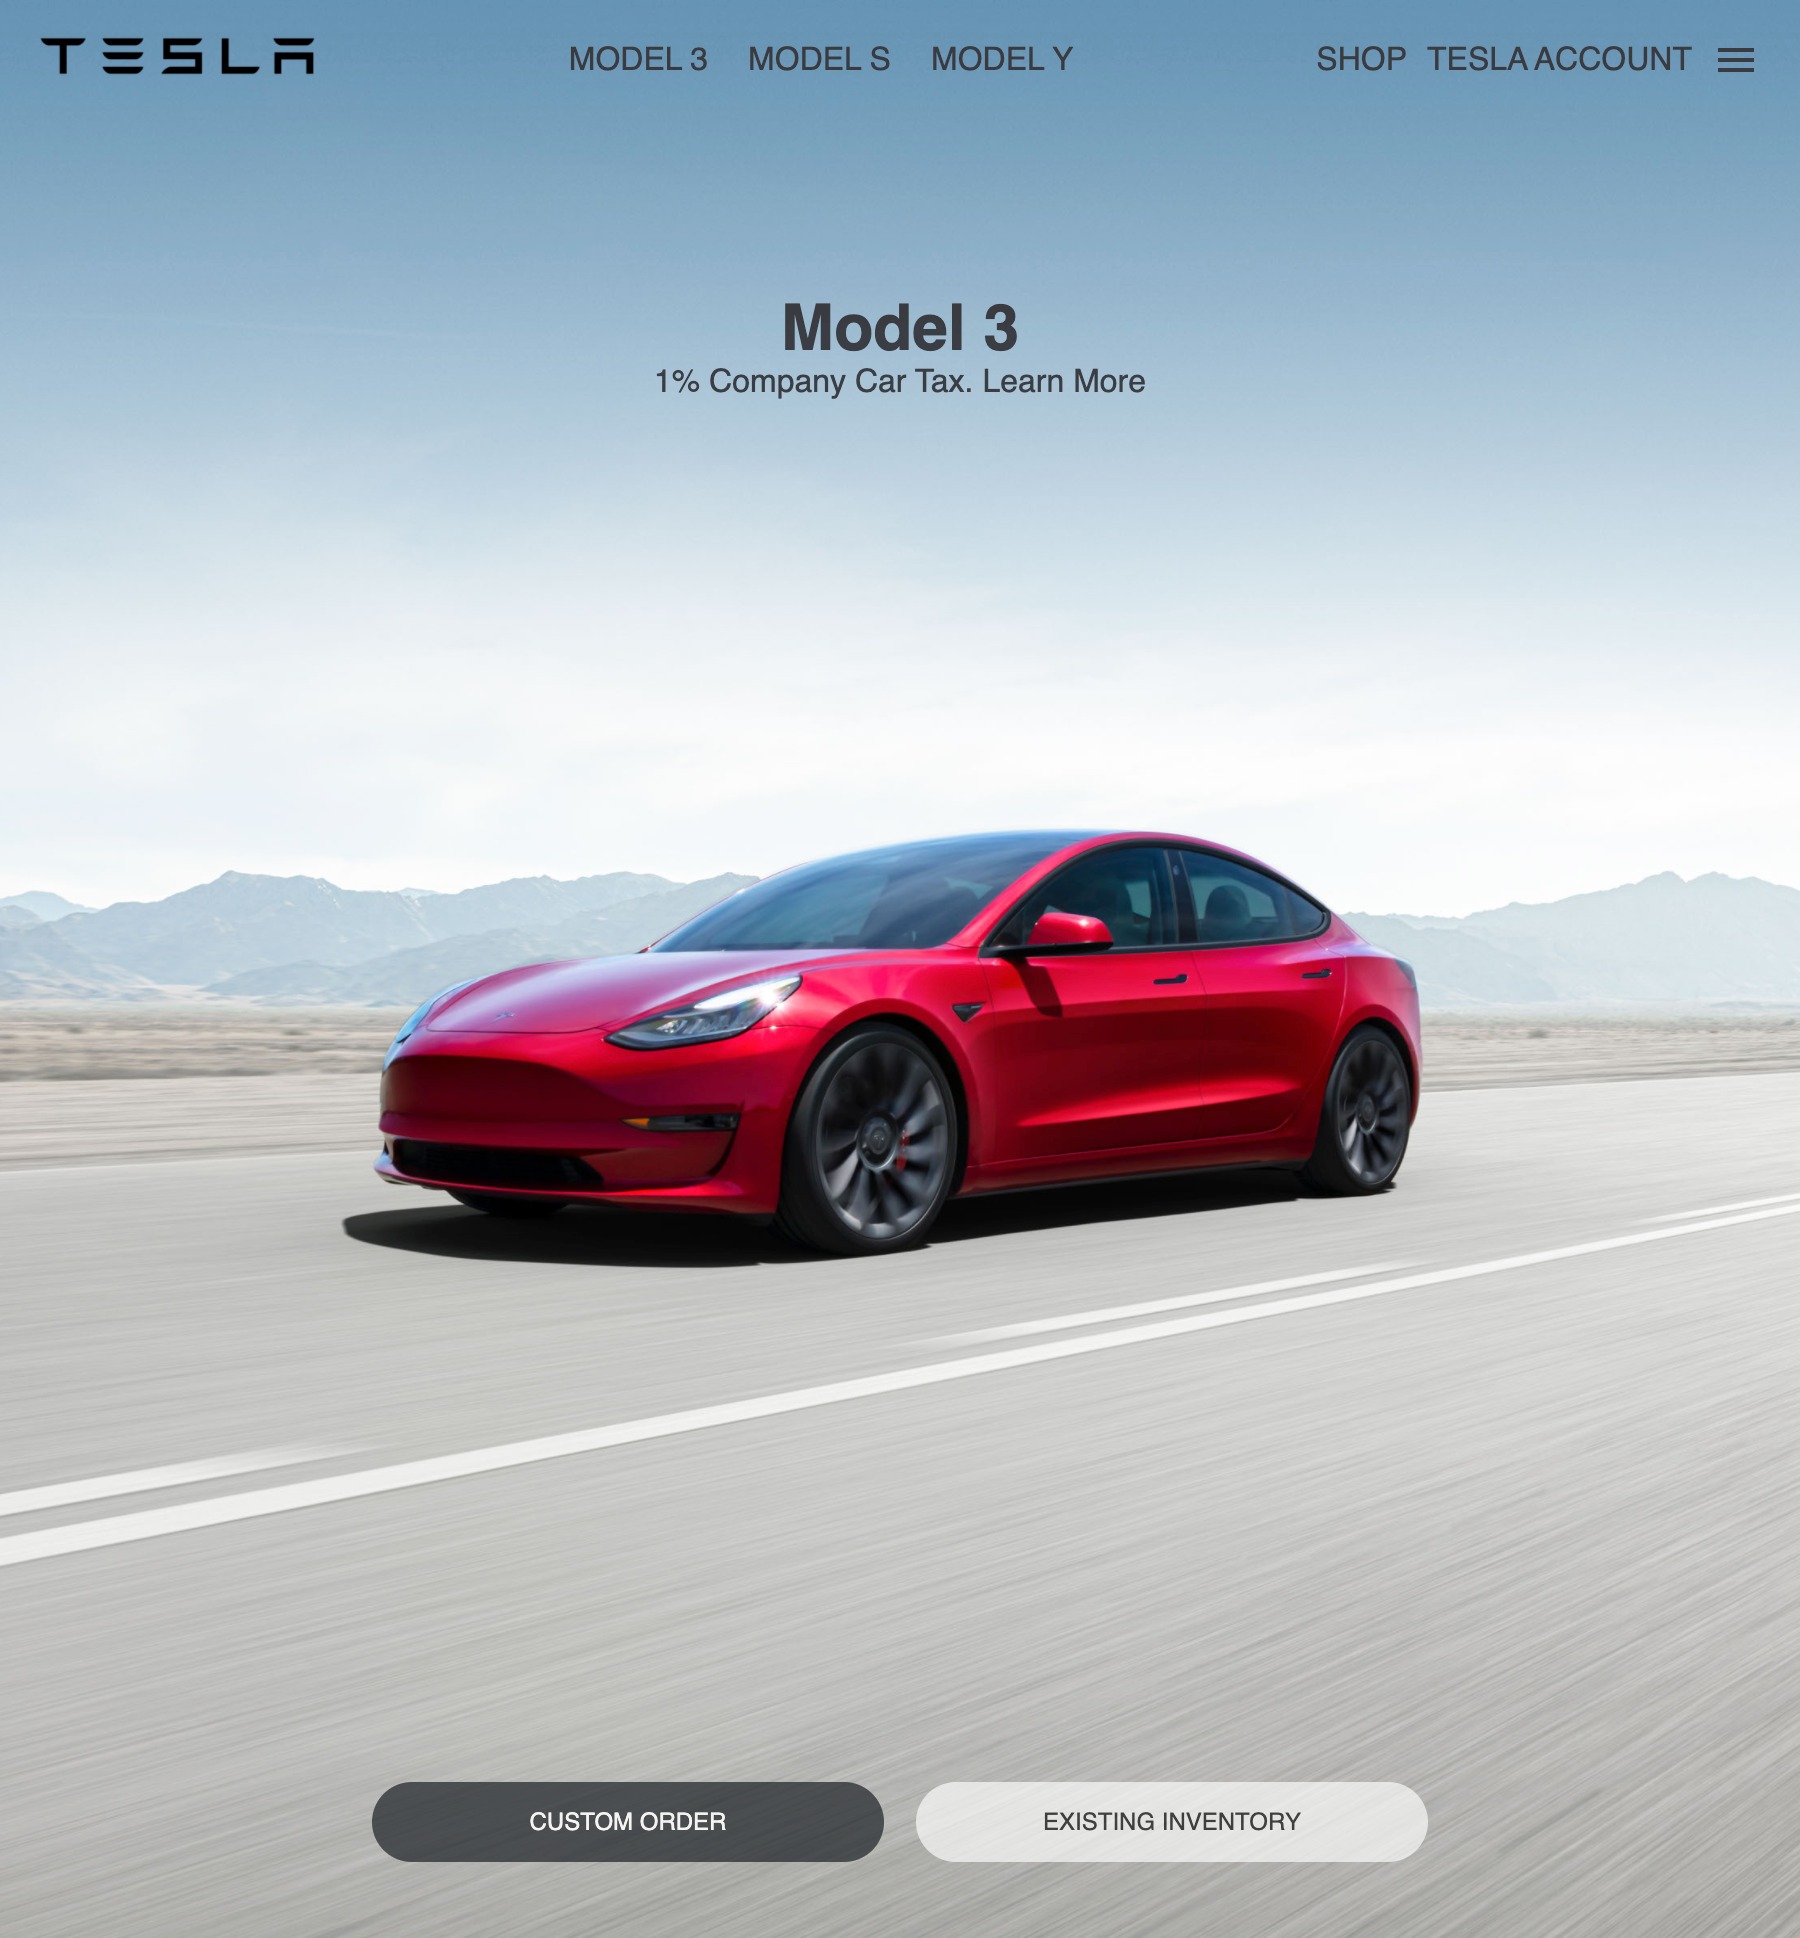 TESLA MODEL 3 MODEL S MODEL Y SHOP TESLA ACCOUNT
Model 3
1% Company Car Tax. Learn More
CUSTOM ORDER EXISTING INVENTORY